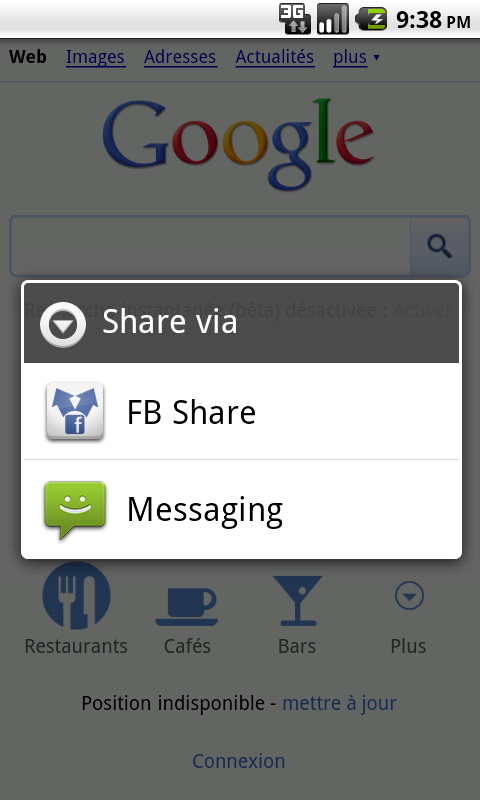 3G 9:38 PM
Web Images Adresses Actualités plus ▼
Google
Recherche instantanée (bêta) désactivée : Activer
Share via
FB Share
Messaging
Restaurants Cafés Bars Plus
Position indisponible - mettre à jour
Connexion